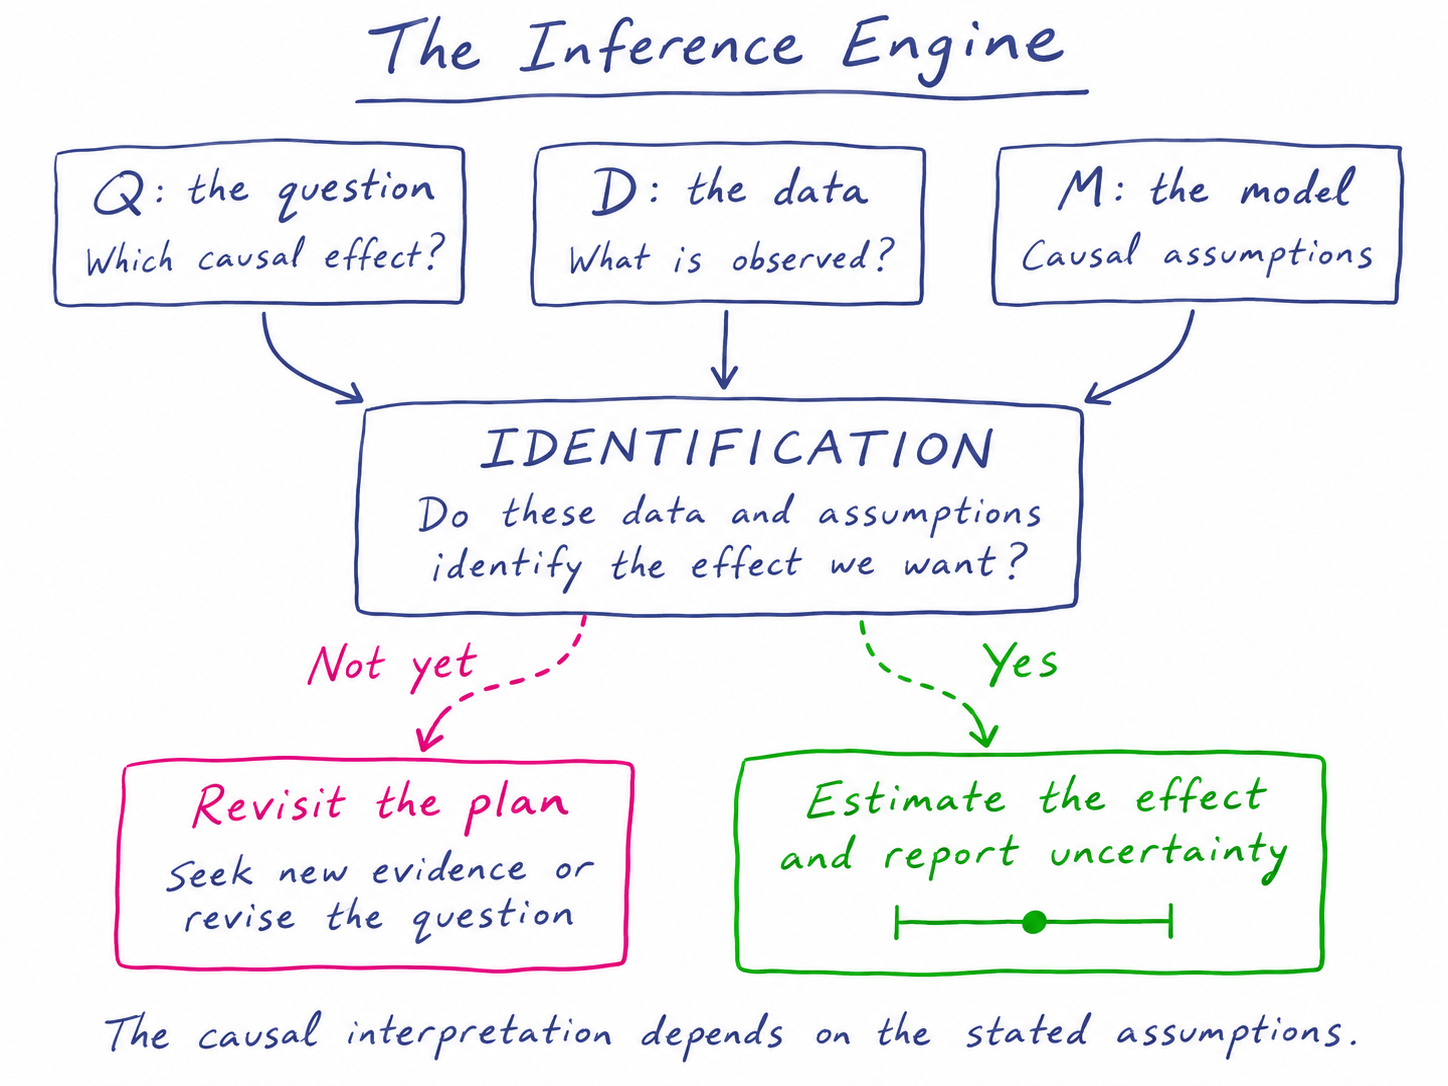 The Inference Engine
Q: the question
Which causal effect?
D: the data
What is observed?
M: the model
Causal assumptions
IDENTIFICATION
Do these data and assumptions
identify the effect we want?
Not yet
Yes
Revisit the plan
Seek new evidence or
revise the question
Estimate the effect
and report uncertainty
The causal interpretation depends on the stated assumptions.